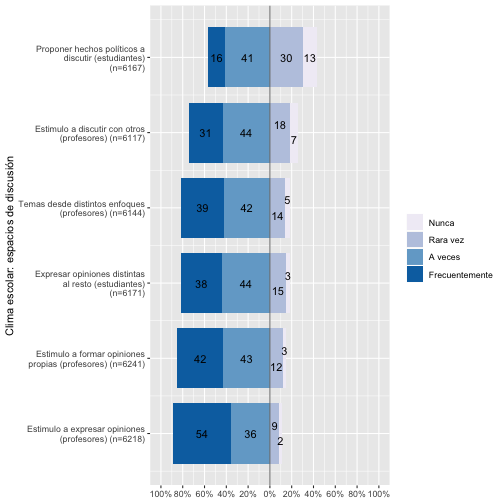 Clima escolar: espacios de discusión
Proponer hechos políticos a
discutir (estudiantes)
(n=6167)
16 41 30 13
Estimulo a discutir con otros
(profesores) (n=6117)
31 44 18 7
Temas desde distintos enfoques
(profesores) (n=6144)
39 42 14 5
Expresar opiniones distintas
al resto (estudiantes)
(n=6171)
38 44 15 3
Estimulo a formar opiniones
propias (profesores) (n=6241)
42 43 12 3
Estimulo a expresar opiniones
(profesores) (n=6218)
54 36 9 2
100% 80% 60% 40% 20% 0% 20% 40% 60% 80% 100%
Nunca
Rara vez
A veces
Frecuentemente